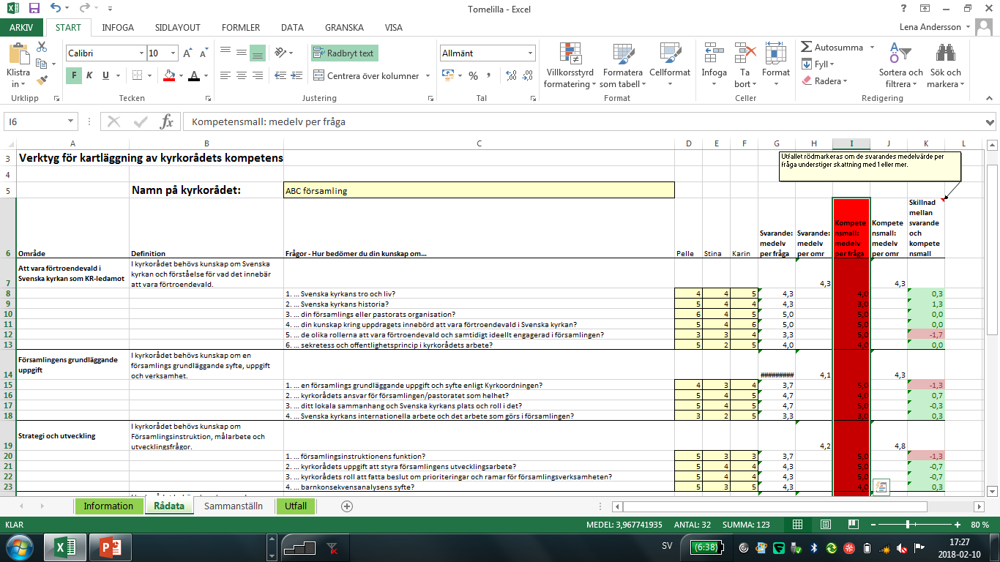 Tomelilla - Excel
ARKIV START INFOGA SIDLAYOUT FORMLER DATA GRANSKA VISA Lena Andersson
Klistra in
Calibri 10
F K U
Radbryt text
Centrera över kolumner
Allmänt
Villkorsstyrd formatering
Formatera som tabell
Cellformat
Infoga
Ta bort
Format
Autosumma
Fyll
Radera
Sortera och filtrera
Sök och markera
Urklipp Tecken Justering Tal Format Celler Redigering
I6 fx Kompetensmall: medelv per fråga
A B C D E F G H I J K L
3 Verktyg för kartläggning av kyrkorådets kompetens
Utfallet rödmarkeras om de svarandes medelvärde per
fråga understiger skattning med 1 eller mer.
4
5 Namn på kyrkorådet: ABC församling
6 Område Definition Frågor - Hur bedömer du din kunskap om... Pelle Stina Karin
Svarande: medelv per fråga
Svarande: medelv per omr
Kompetensmall: medelv per fråga
Kompetensmall: medelv per omr
Skillnad mellan svarande och kompetensmall
7 Att vara förtroendevald i Svenska kyrkan som KR-ledamot
I kyrkorådet behövs kunskap om Svenska
kyrkan och förståelse för vad det innebär
att vara förtroendevald.
4,3 4,3
8 1. ... Svenska kyrkans tro och liv? 4 4 5 4,3 4,0 0,3
9 2. ... Svenska kyrkans historia? 5 4 4 4,3 3,0 1,3
10 3. ... din församlings eller pastorats organisation? 6 4 5 5,0 5,0 0,0
11 4. ... din kunskap kring uppdragets innebörd att vara förtroendevald i Svenska kyrkan? 5 4 6 5,0 5,0 0,0
12 5. ... de olika rollerna att vara förtroendevald och samtidigt ideellt engagerad i församlingen? 3 3 4 3,3 5,0 -1,7
13 6. ... sekretess och offentlighetsprincip i kyrkorådets arbete? 5 2 5 4,0 4,0 0,0
14 Församlingens grundläggande uppgift
I kyrkorådet behövs kunskap om en
församlings grundläggande syfte, uppgift
och verksamhet.
######### 4,1 4,3
15 1. ... en församlings grundläggande uppgift och syfte enligt Kyrkoordningen? 4 3 4 3,7 5,0 -1,3
16 2. ... kyrkorådets ansvar för församlingen/pastoratet som helhet? 5 4 5 4,7 4,0 0,7
17 3. ... ditt lokala sammanhang och Svenska kyrkans plats och roll i det? 5 4 5 4,7 5,0 -0,3
18 4. ... Svenska kyrkans internationella arbete och det arbete som görs i församlingen? 3 2 5 3,3 3,0 0,3
19 Strategi och utveckling
I kyrkorådet behövs kunskap om
Församlingsinstruktion, målarbete och
utvecklingsfrågor.
4,2 4,8
20 1. ... församlingsinstruktionens funktion? 5 3 3 3,7 5,0 -1,3
21 2. ... kyrkorådets uppgift att styra församlingens utvecklingsarbete? 5 4 4 4,3 5,0 -0,7
22 3. ... kyrkorådets roll att fatta beslut om prioriteringar och ramar för församlingsverksamheten? 5 4 4 4,3 5,0 -0,7
23 4. ... barnkonsekvensanalysens syfte? 5 3 5 4,3 4,0 0,3
Information Rådata Sammanställn Utfall
KLAR MEDEL: 3,967741935 ANTAL: 32 SUMMA: 123 80 %
SV (6:38) 17:27
2018-02-10